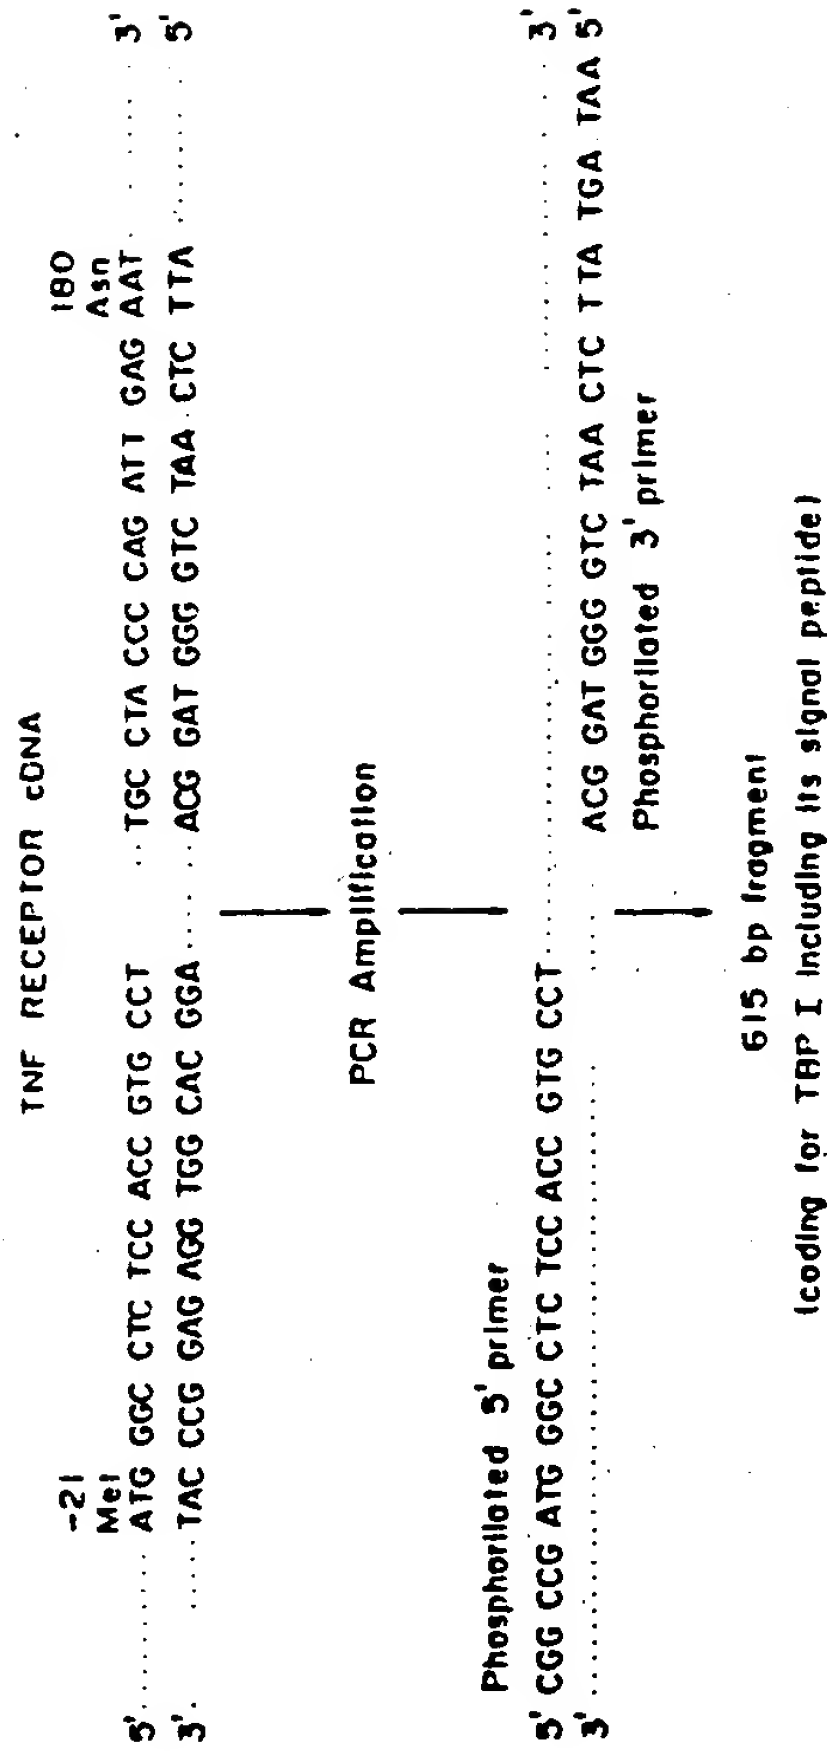 TNF RECEPTOR cDNA
-21 180
Met Asn
5'.......... ATG GGC CTC TCC ACC GTG CCT ..TGC CTA CCC CAG ATT GAG AAT........ 3'
3'. ..... TAC CCG GAG AGG TGG CAC GGA..... ..ACG GAT GGG GTC TAA CTC TTA ........ 5'
PCR Amplification
Phosphorilated 5' primer
5' CGG CCG ATG GGC CTC TCC ACC GTG CCT........................ 3'
3'........................ .... ACG GAT GGG GTC TAA CTC TTA TGA TAA 5'
Phosphorilated 3' primer
615 bp fragment
(coding for TBP I including its signal peptide)